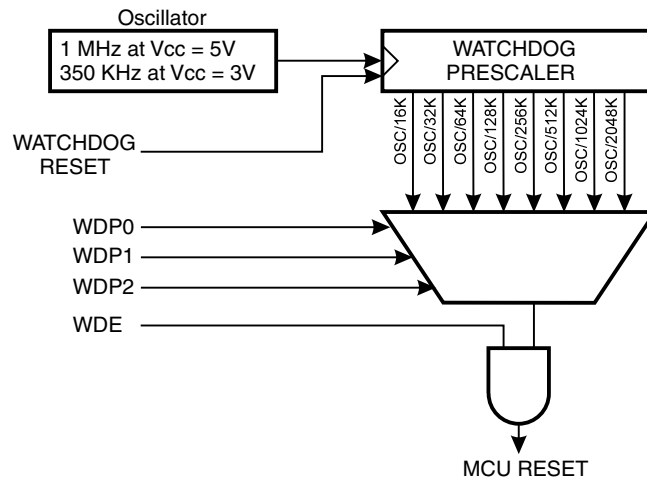 Oscillator
1 MHz at Vcc = 5V
350 KHz at Vcc = 3V
WATCHDOG
PRESCALER
WATCHDOG
RESET
OSC/16K
OSC/32K
OSC/64K
OSC/128K
OSC/256K
OSC/512K
OSC/1024K
OSC/2048K
WDP0
WDP1
WDP2
WDE
MCU RESET